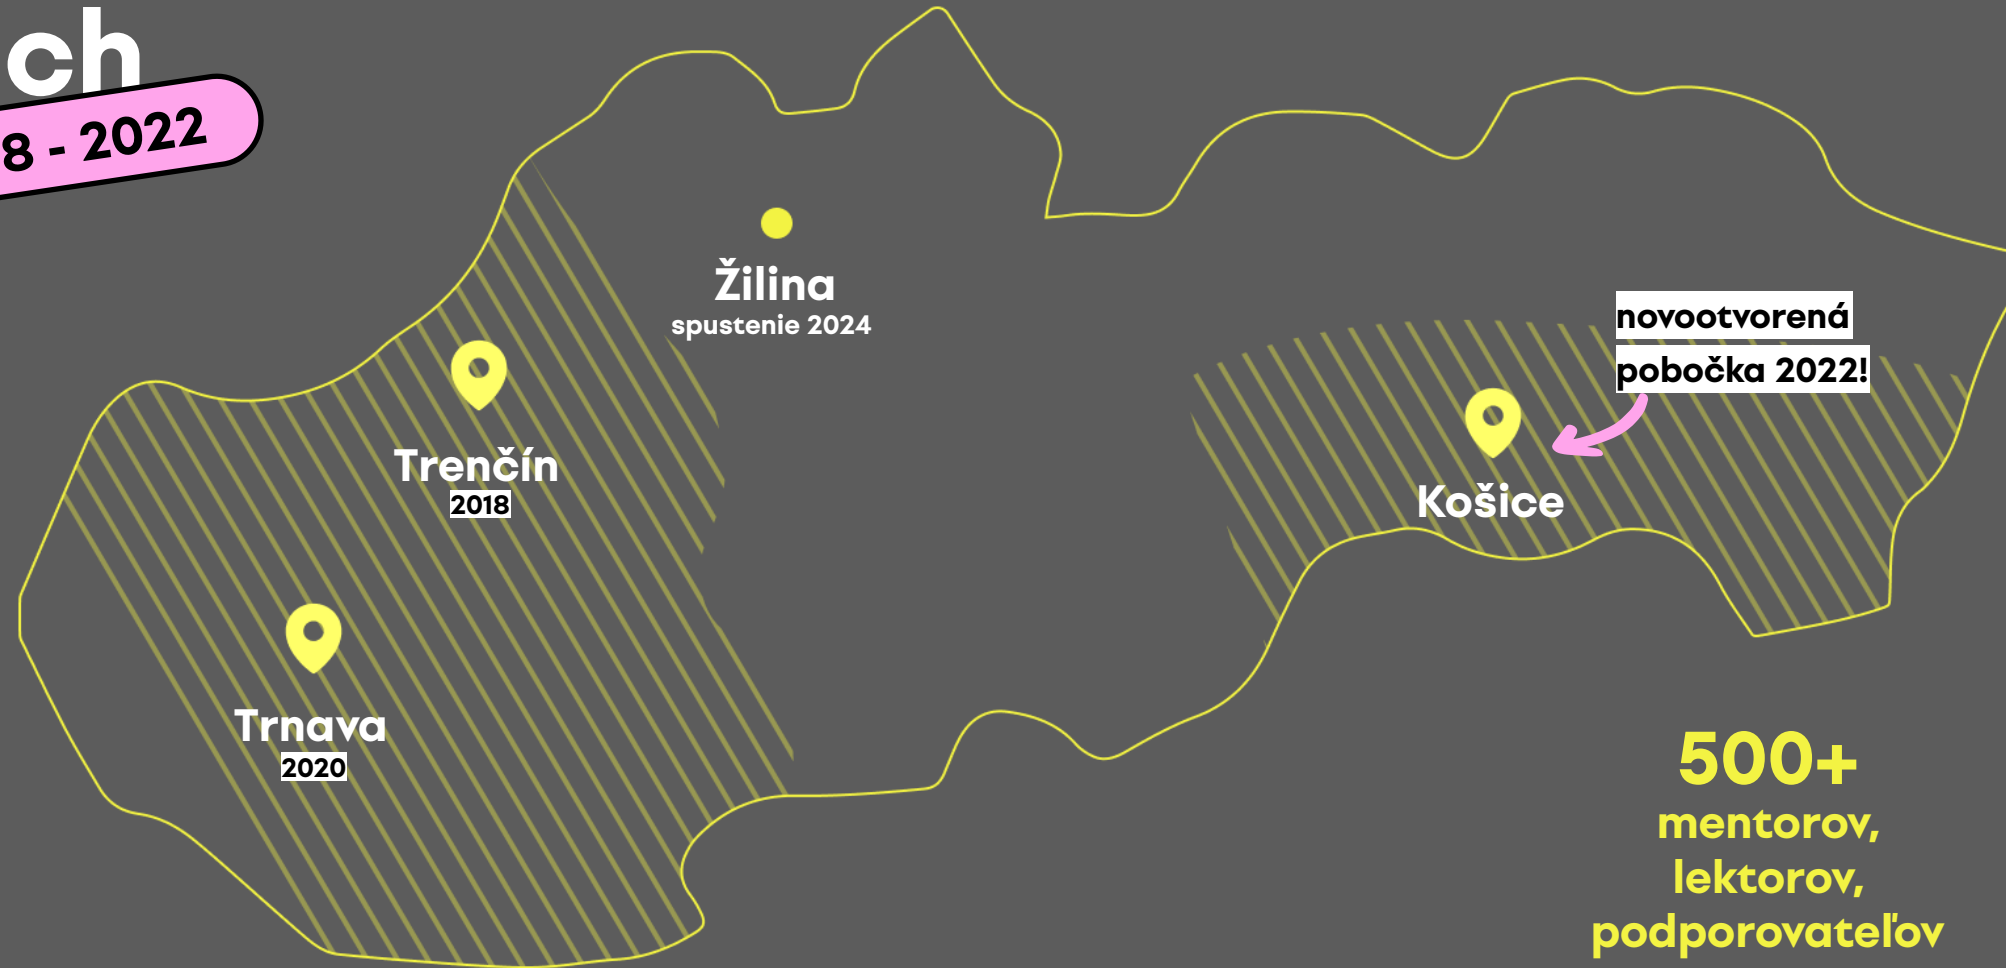 ch
8 - 2022
Žilina
spustenie 2024
novootvorená
pobočka 2022!
Trenčín
2018
Košice
Trnava
2020
500+
mentorov,
lektorov,
podporovateľov